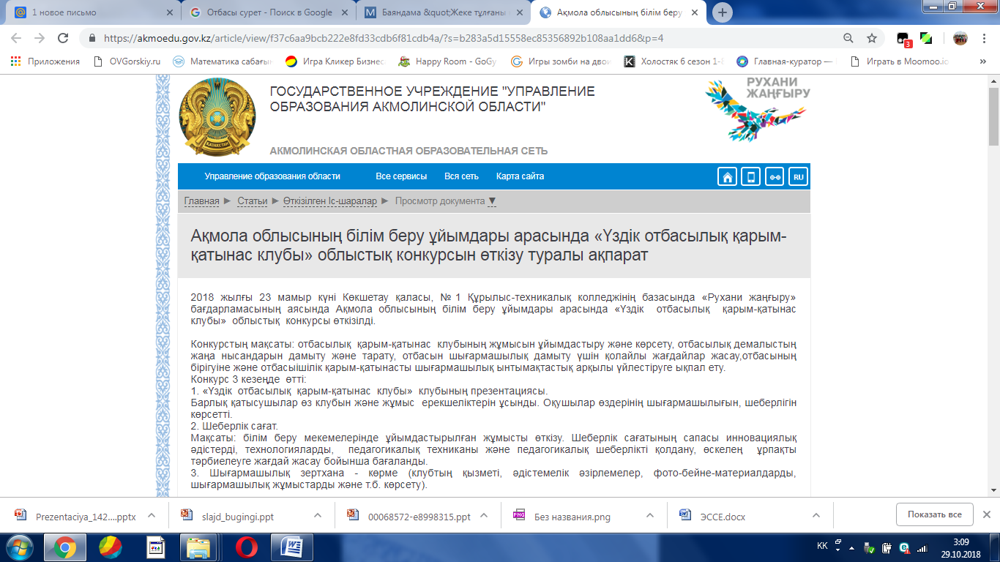 1 новое письмо
Отбасы сурет - Поиск в Google
Баяндама &quot;Жеке тұлғаны
Ақмола облысының білім беру
https://akmoedu.gov.kz/article/view/f37c6aa9bcb222e8fd33cdb6f81cdb4a/?s=b283a5d15558ec85356892b108aa1dd6&p=4
3
Приложения
OVGorskiy.ru
Математика сабағын
Игра Кликер Бизнес
Happy Room - GoGy
Игры зомби на двои
Холостяк 6 сезон 1-8
Главная-куратор —
Играть в Moomoo.io
»
ГОСУДАРСТВЕННОЕ УЧРЕЖДЕНИЕ "УПРАВЛЕНИЕ
ОБРАЗОВАНИЯ АКМОЛИНСКОЙ ОБЛАСТИ"
АКМОЛИНСКАЯ ОБЛАСТНАЯ ОБРАЗОВАТЕЛЬНАЯ СЕТЬ
РУХАНИ
ЖАҢҒЫРУ
ҚАЗАҚСТАН
Управление образования области Все сервисы Вся сеть Карта сайта RU
Главная ► Статьи ► Өткізілген Іс-шаралар ► Просмотр документа ▼
Ақмола облысының білім беру ұйымдары арасында «Үздік отбасылық қарым-
қатынас клубы» облыстық конкурсын өткізу туралы ақпарат
2018 жылғы 23 мамыр күні Көкшетау қаласы, №1 Құрылыс-техникалық колледжінің базасында «Рухани жаңғыру»
бағдарламасының аясында Ақмола облысының білім беру ұйымдары арасында «Үздік отбасылық қарым-қатынас
клубы» облыстық конкурсы өткізілді.
Конкурстың мақсаты: отбасылық қарым-қатынас клубының жұмысын ұйымдастыру және көрсету, отбасылық демалыстың
жаңа нысандарын дамыту және тарату, отбасын шығармашылық дамыту үшін қолайлы жағдайлар жасау,отбасының
бірігуіне және отбасыішілік қарым-қатынасты шығармашылық ынтымақтастық арқылы үйлестіруге ықпал ету.
Конкурс 3 кезеңде өтті:
1. «Үздік отбасылық қарым-қатынас клубы» клубының презентациясы.
Барлық қатысушылар өз клубын және жұмыс ерекшеліктерін ұсынды. Оқушылар өздерінің шығармашылығын, шеберлігін
көрсетті.
2. Шеберлік сағат.
Мақсаты: білім беру мекемелерінде ұйымдастырылған жұмысты өткізу. Шеберлік сағатының сапасы инновациялық
әдістерді, технологияларды, педагогикалық техниканы және педагогикалық шеберлікті қолдану, өскелең ұрпақты
тәрбиелеуге жағдай жасау бойынша бағаланды.
3. Шығармашылық зертхана - көрме (клубтың қызметі, әдістемелік әзірлемелер, фото-бейне-материалдарды,
шығармашылық жұмыстарды және т.б. көрсету).
Prezentaciya_142....pptx
slajd_bugingi.ppt
00068572-e8998315.ppt
Без названия.png
ЭССЕ.docx
Показать все
KK
3:09
29.10.2018